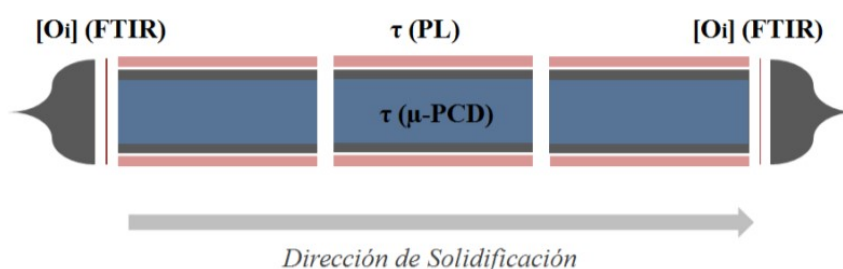 [Oi] (FTIR) τ (PL) [Oi] (FTIR)
τ (μ-PCD)
Dirección de Solidificación